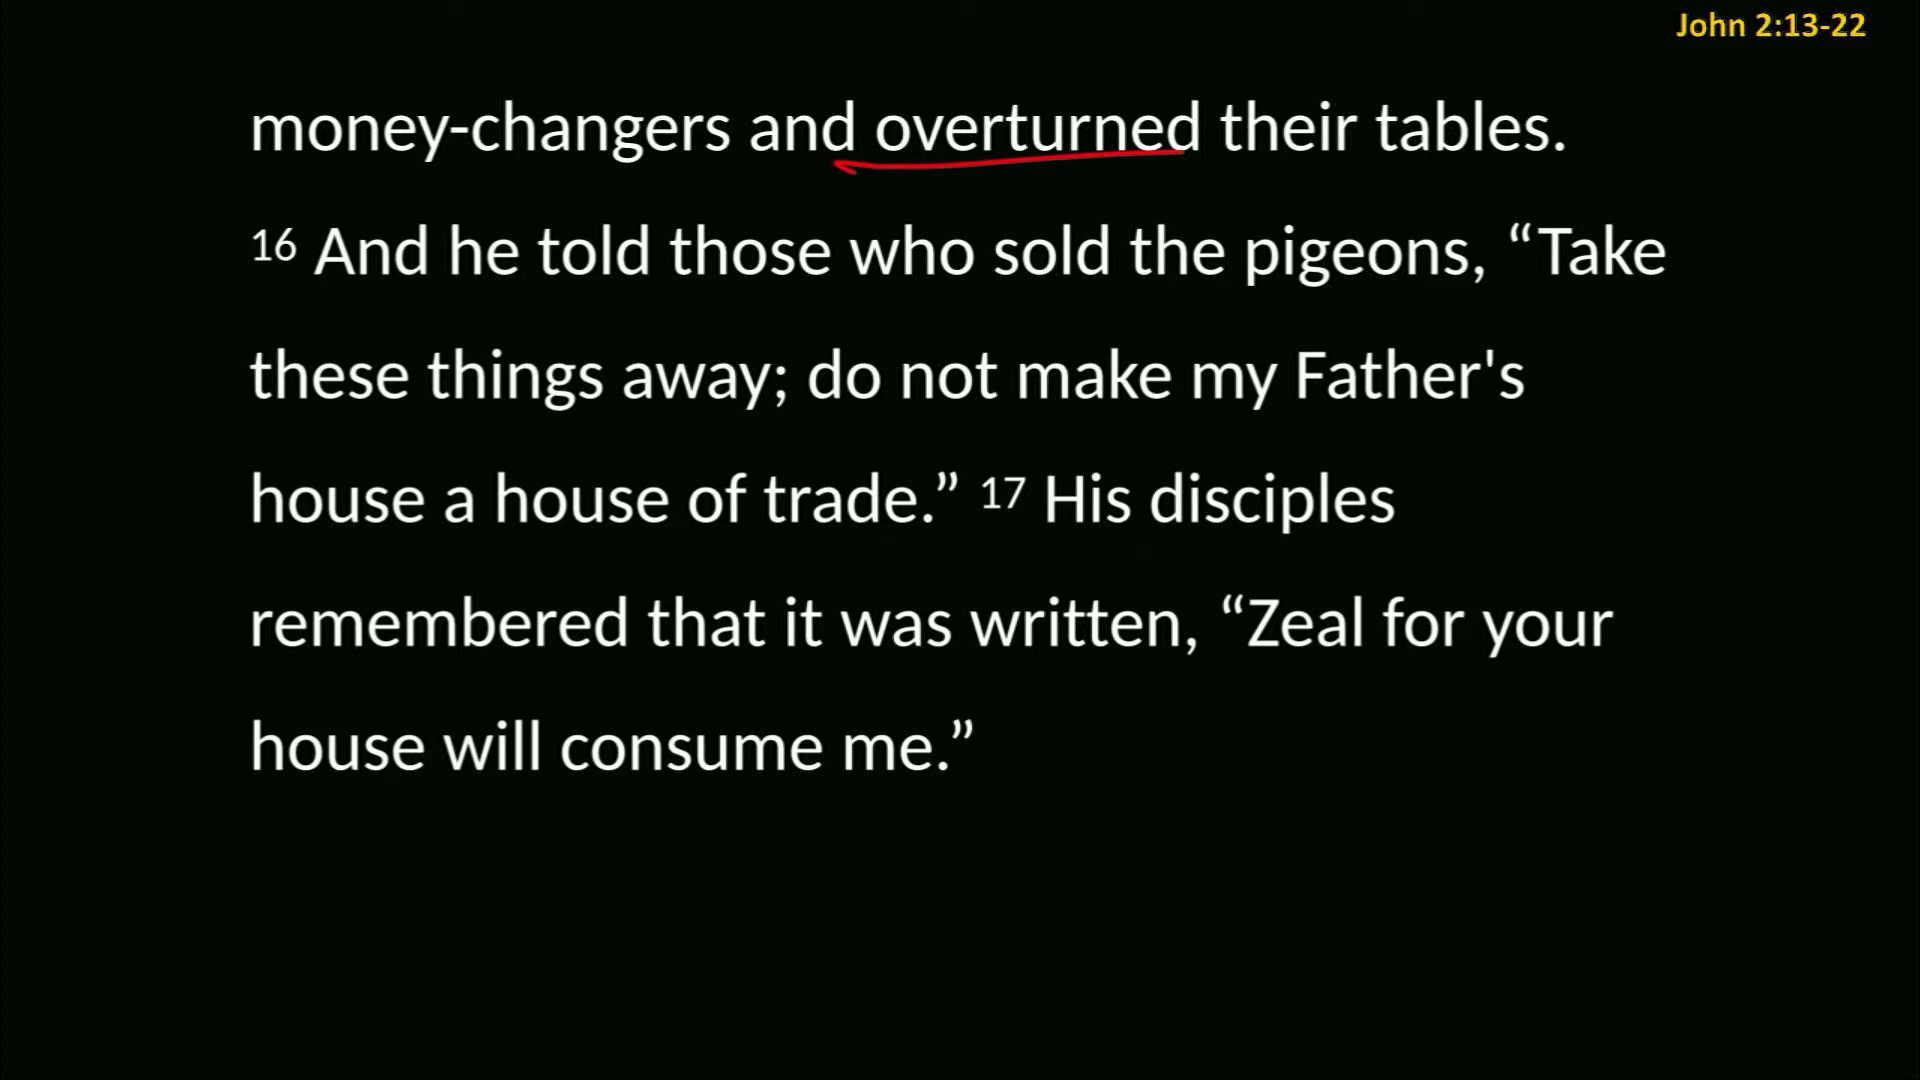 John 2:13-22
money-changers and overturned their tables.
16 And he told those who sold the pigeons, “Take
these things away; do not make my Father's
house a house of trade.” 17 His disciples
remembered that it was written, “Zeal for your
house will consume me.”